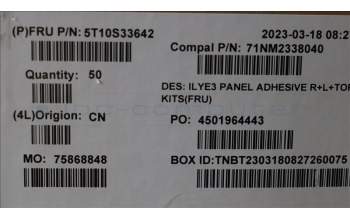 (P)FRU P/N: 5T10S33642
2023-03-18 08:2
Compal P/N: 71NM2338040
Quantity: 50
DES: ILYE3 PANEL ADHESIVE R+L+TOP
KITS(FRU)
(4L)Origion: CN
PO: 4501964443
MO: 75868848
BOX ID:TNBT2303180827260075